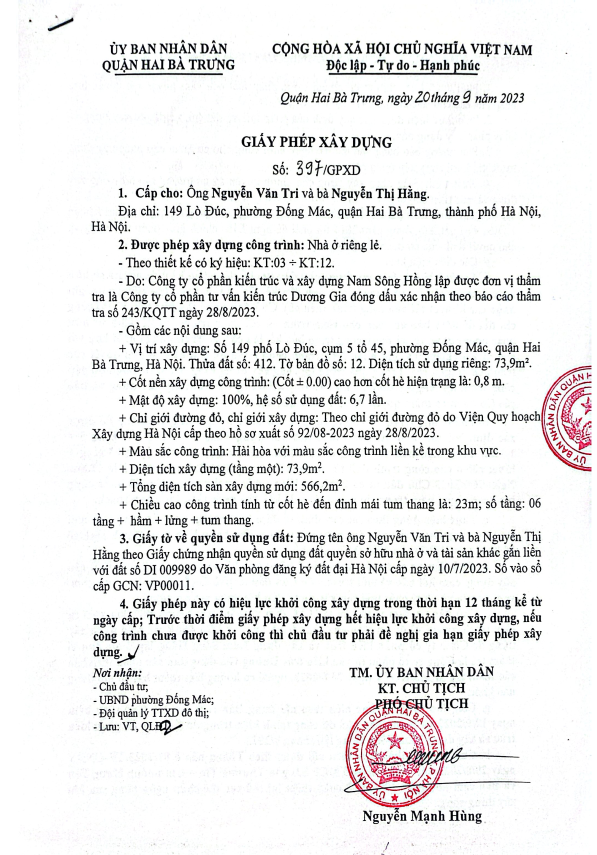 ỦY BAN NHÂN DÂN
QUẬN HAI BÀ TRƯNG
CỘNG HÒA XÃ HỘI CHỦ NGHĨA VIỆT NAM
Độc lập - Tự do - Hạnh phúc
Quận Hai Bà Trưng, ngày 20 tháng 9 năm 2023
GIẤY PHÉP XÂY DỰNG
Số: 397/GPXD
1. Cấp cho: Ông Nguyễn Văn Tri và bà Nguyễn Thị Hằng.
Địa chỉ: 149 Lò Đúc, phường Đống Mác, quận Hai Bà Trưng, thành phố Hà Nội,
Hà Nội.
2. Được phép xây dựng công trình: Nhà ở riêng lẻ.
- Theo thiết kế có ký hiệu: KT:03 ÷ KT:12.
- Do: Công ty cổ phần kiến trúc và xây dựng Nam Sông Hồng lập được đơn vị thẩm
tra là Công ty cổ phần tư vấn kiến trúc Dương Gia đóng dấu xác nhận theo báo cáo thẩm
tra số 243/KQTT ngày 28/8/2023.
- Gồm các nội dung sau:
+ Vị trí xây dựng: Số 149 phố Lò Đúc, cụm 5 tổ 45, phường Đống Mác, quận Hai
Bà Trưng, Hà Nội. Thửa đất số: 412. Tờ bản đồ số: 12. Diện tích sử dụng riêng: 73,9m².
+ Cốt nền xây dựng công trình: (Cốt ± 0.00) cao hơn cốt hè hiện trạng là: 0,8 m.
+ Mật độ xây dựng: 100%, hệ số sử dụng đất: 6,7 lần.
+ Chỉ giới đường đỏ, chỉ giới xây dựng: Theo chỉ giới đường đỏ do Viện Quy hoạch
Xây dựng Hà Nội cấp theo hồ sơ xuất số 92/08-2023 ngày 28/8/2023.
+ Màu sắc công trình: Hài hòa với màu sắc công trình liền kề trong khu vực.
+ Diện tích xây dựng (tầng một): 73,9m².
+ Tổng diện tích sàn xây dựng mới: 566,2m².
+ Chiều cao công trình tính từ cốt hè đến đỉnh mái tum thang là: 23m; số tầng: 06
tầng + hầm + lửng + tum thang.
3. Giấy tờ về quyền sử dụng đất: Đứng tên ông Nguyễn Văn Tri và bà Nguyễn Thị
Hằng theo Giấy chứng nhận quyền sử dụng đất quyền sở hữu nhà ở và tài sản khác gắn liền
với đất số DI 009989 do Văn phòng đăng ký đất đai Hà Nội cấp ngày 10/7/2023. Số vào sổ
cấp GCN: VP00011.
4. Giấy phép này có hiệu lực khởi công xây dựng trong thời hạn 12 tháng kể từ
ngày cấp; Trước thời điểm giấy phép xây dựng hết hiệu lực khởi công xây dựng, nếu
công trình chưa được khởi công thì chủ đầu tư phải đề nghị gia hạn giấy phép xây
dựng.
Nơi nhận:
- Chủ đầu tư;
- UBND phường Đống Mác;
- Đội quản lý TTXD đô thị;
- Lưu: VT, QLĐT
TM. ỦY BAN NHÂN DÂN
KT. CHỦ TỊCH
PHÓ CHỦ TỊCH
Nguyễn Mạnh Hùng